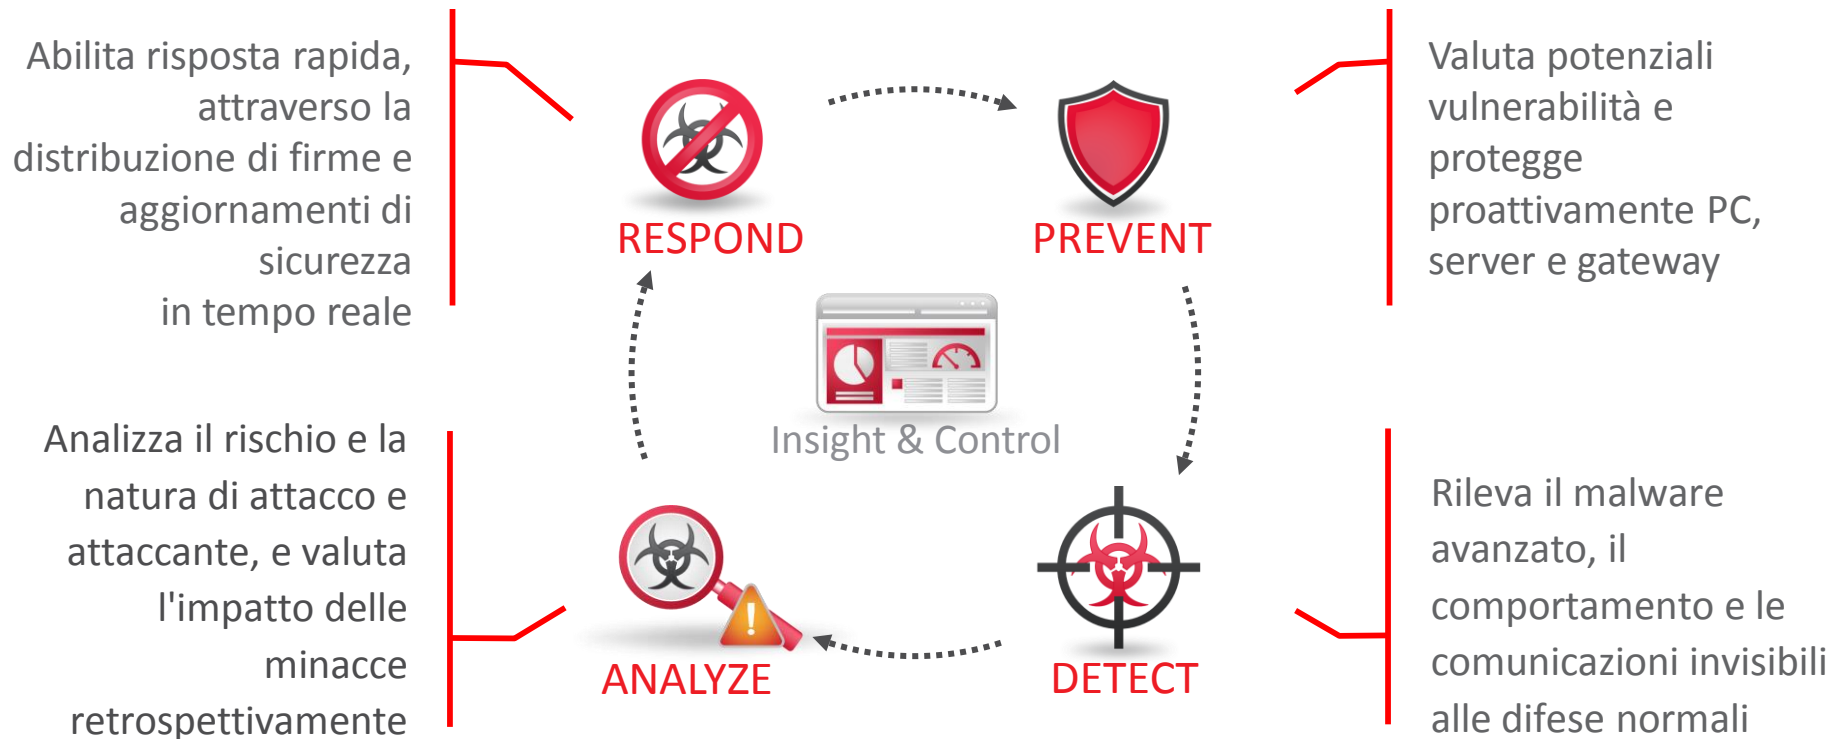 Abilita risposta rapida,
attraverso la
distribuzione di firme e
aggiornamenti di
sicurezza
in tempo reale
RESPOND
PREVENT
Valuta potenziali
vulnerabilità e
protegge
proattivamente PC,
server e gateway
Insight & Control
Analizza il rischio e la
natura di attacco e
attaccante, e valuta
l'impatto delle
minacce
retrospettivamente
ANALYZE
DETECT
Rileva il malware
avanzato, il
comportamento e le
comunicazioni invisibili
alle difese normali